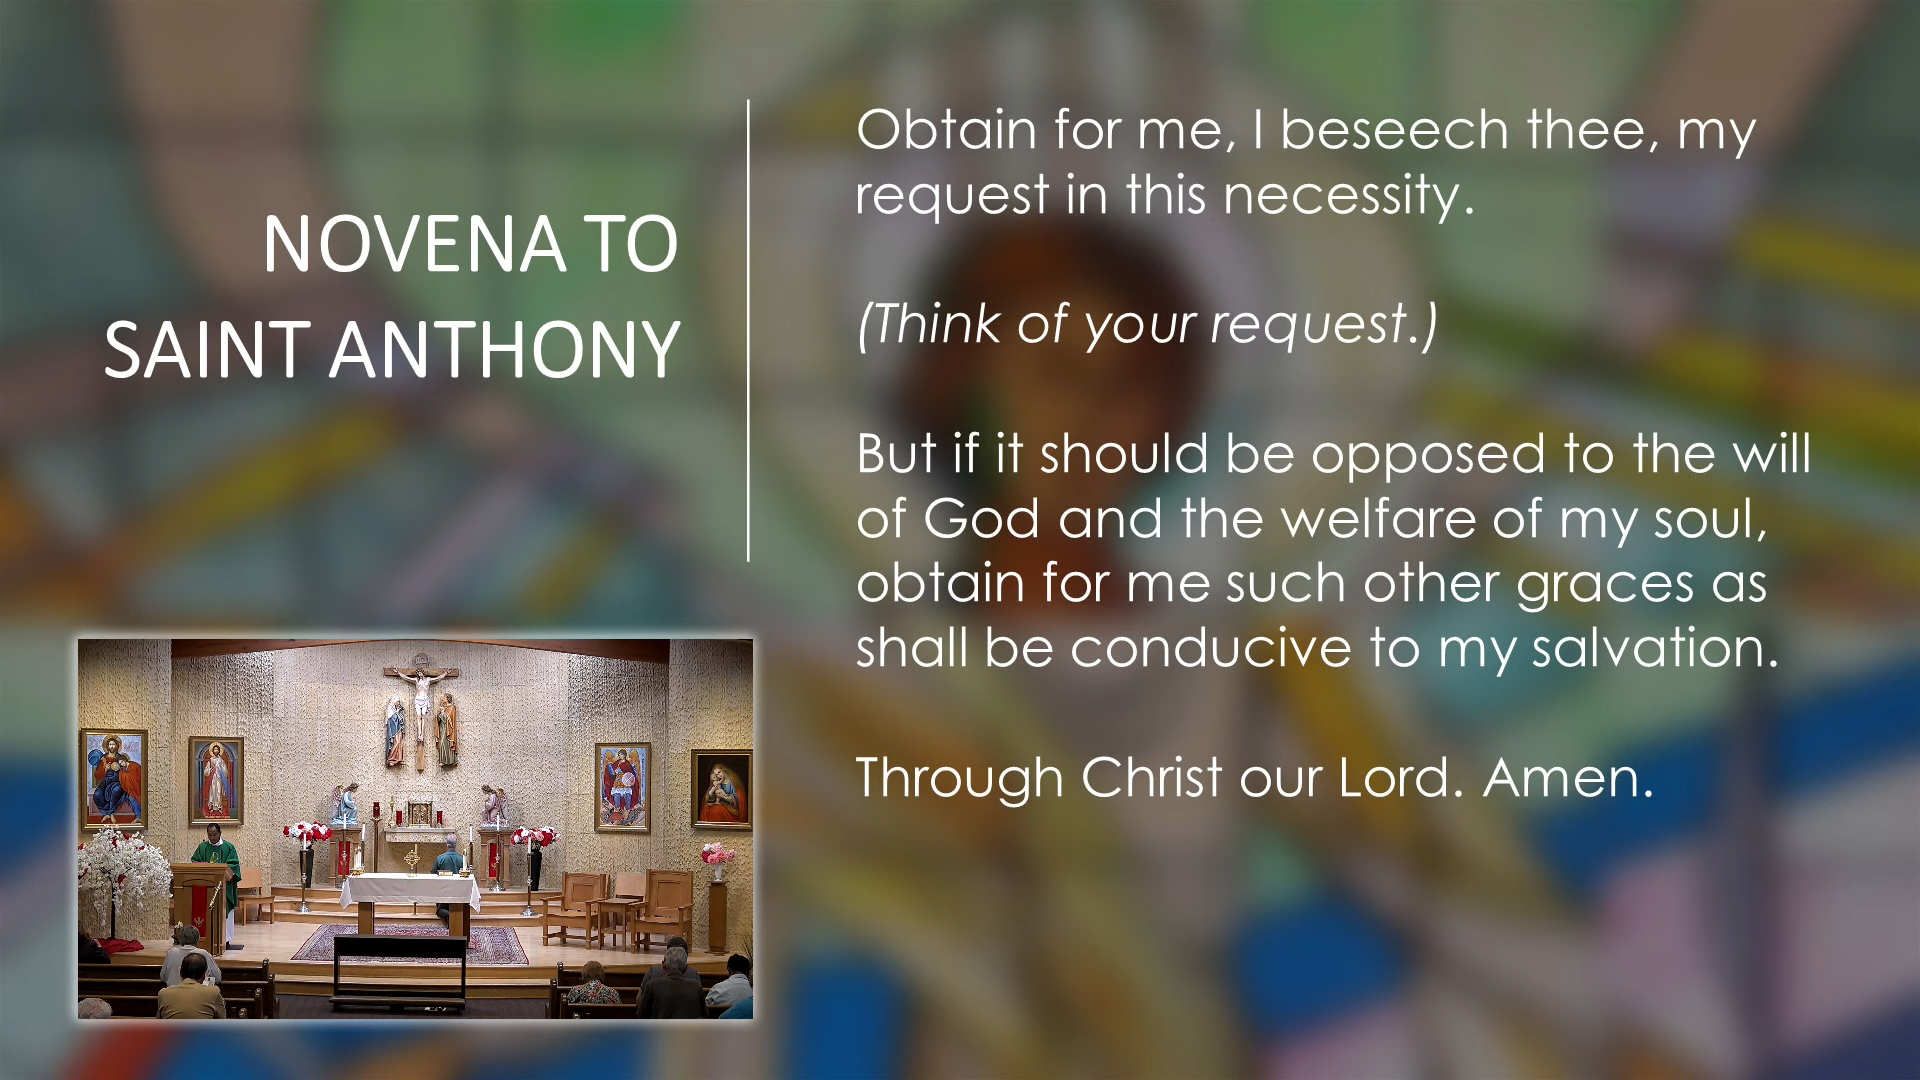 NOVENA TO
SAINT ANTHONY
Obtain for me, I beseech thee, my
request in this necessity.
(Think of your request.)
But if it should be opposed to the will
of God and the welfare of my soul,
obtain for me such other graces as
shall be conducive to my salvation.
Through Christ our Lord. Amen.